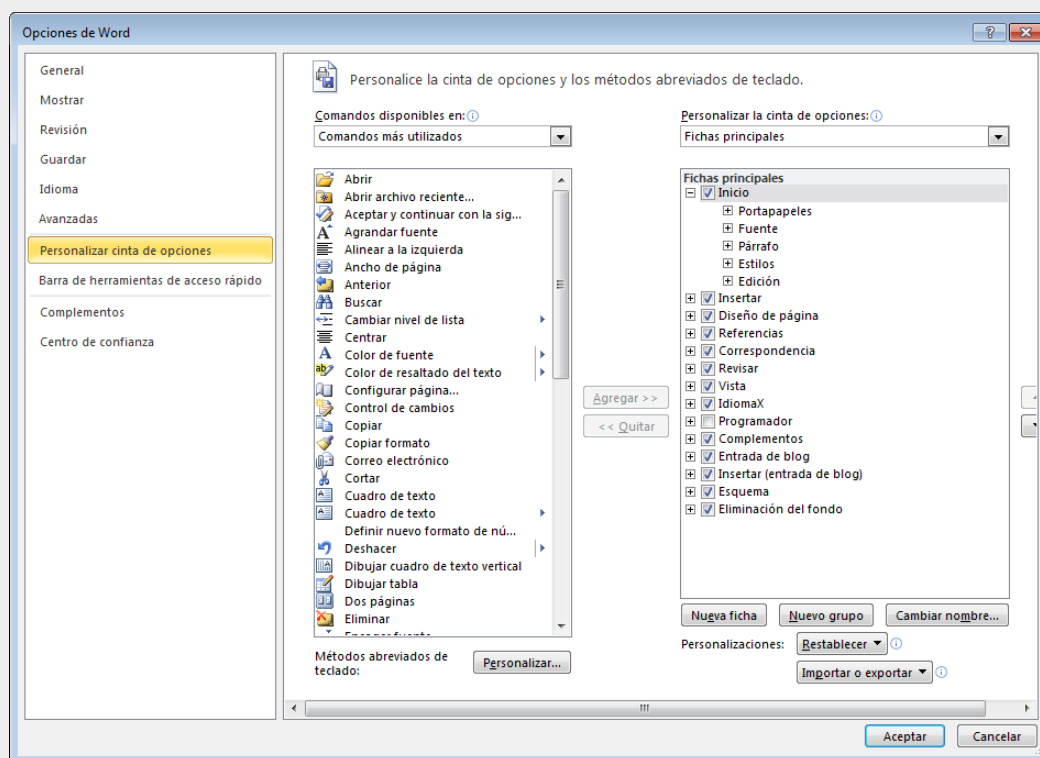 Opciones de Word
General
Mostrar
Revisión
Guardar
Idioma
Avanzadas
Personalizar cinta de opciones
Barra de herramientas de acceso rápido
Complementos
Centro de confianza
Personalice la cinta de opciones y los métodos abreviados de teclado.
Comandos disponibles en:
Comandos más utilizados
Abrir
Abrir archivo reciente...
Aceptar y continuar con la sig...
Agrandar fuente
Alinear a la izquierda
Ancho de página
Anterior
Buscar
Cambiar nivel de lista
Centrar
Color de fuente
Color de resaltado del texto
Configurar página...
Control de cambios
Copiar
Copiar formato
Correo electrónico
Cortar
Cuadro de texto
Cuadro de texto
Definir nuevo formato de nú...
Deshacer
Dibujar cuadro de texto vertical
Dibujar tabla
Dos páginas
Eliminar
Encoger fuente
Métodos abreviados de
teclado:
Personalizar...
Agregar >>
<< Quitar
Personalizar la cinta de opciones:
Fichas principales
Fichas principales
Inicio
Portapapeles
Fuente
Párrafo
Estilos
Edición
Insertar
Diseño de página
Referencias
Correspondencia
Revisar
Vista
IdiomaX
Programador
Complementos
Entrada de blog
Insertar (entrada de blog)
Esquema
Eliminación del fondo
Nueva ficha
Nuevo grupo
Cambiar nombre...
Personalizaciones:
Restablecer
Importar o exportar
Aceptar
Cancelar